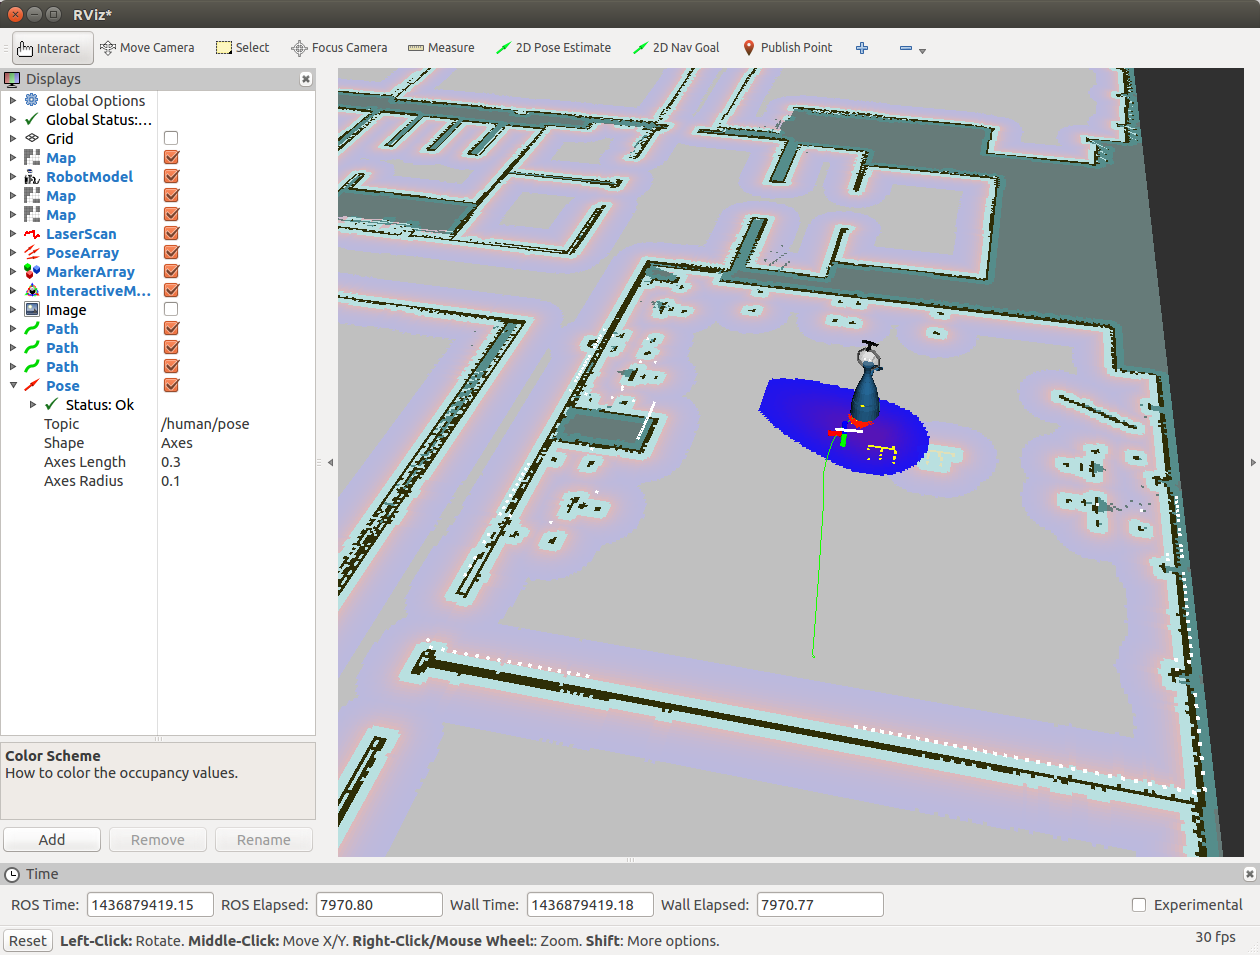 RViz*
Interact Move Camera Select Focus Camera Measure 2D Pose Estimate 2D Nav Goal Publish Point
Displays
Global Options
Global Status:...
Grid
Map
RobotModel
Map
Map
LaserScan
PoseArray
MarkerArray
InteractiveM...
Image
Path
Path
Path
Pose
Status: Ok
Topic /human/pose
Shape Axes
Axes Length 0.3
Axes Radius 0.1
Color Scheme
How to color the occupancy values.
Add Remove Rename
Time
ROS Time: 1436879419.15 ROS Elapsed: 7970.80 Wall Time: 1436879419.18 Wall Elapsed: 7970.77 Experimental
Reset Left-Click: Rotate. Middle-Click: Move X/Y. Right-Click/Mouse Wheel:: Zoom. Shift: More options. 30 fps